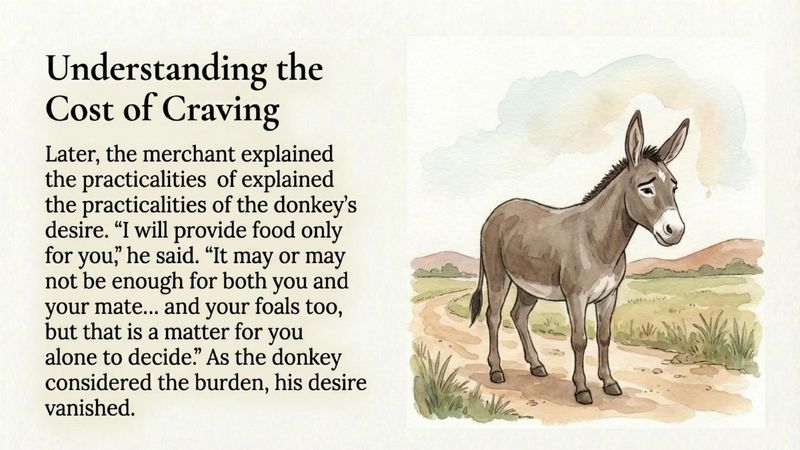 Understanding the
Cost of Craving
Later, the merchant explained
the practicalities  of explained
the practicalities of the donkey’s
desire. “I will provide food only
for you,” he said. “It may or may
not be enough for both you and
your mate... and your foals too,
but that is a matter for you
alone to decide.” As the donkey
considered the burden, his desire
vanished.